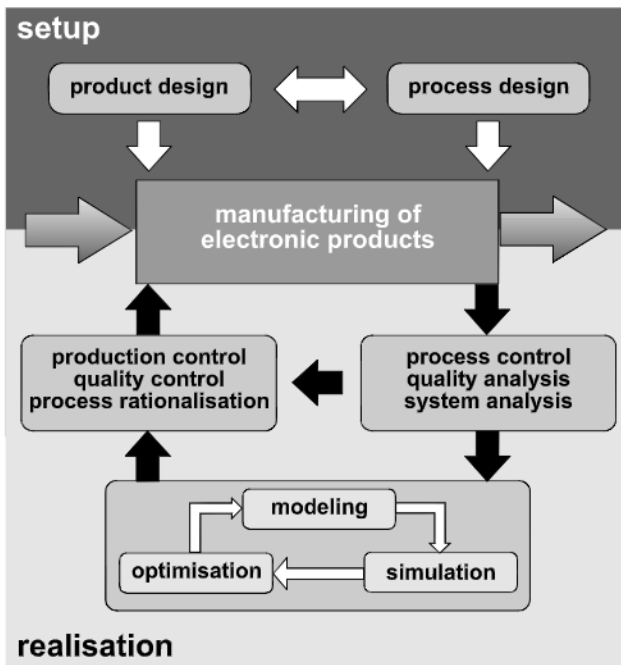 setup
product design
process design
manufacturing of
electronic products
production control
quality control
process rationalisation
process control
quality analysis
system analysis
modeling
optimisation
simulation
realisation